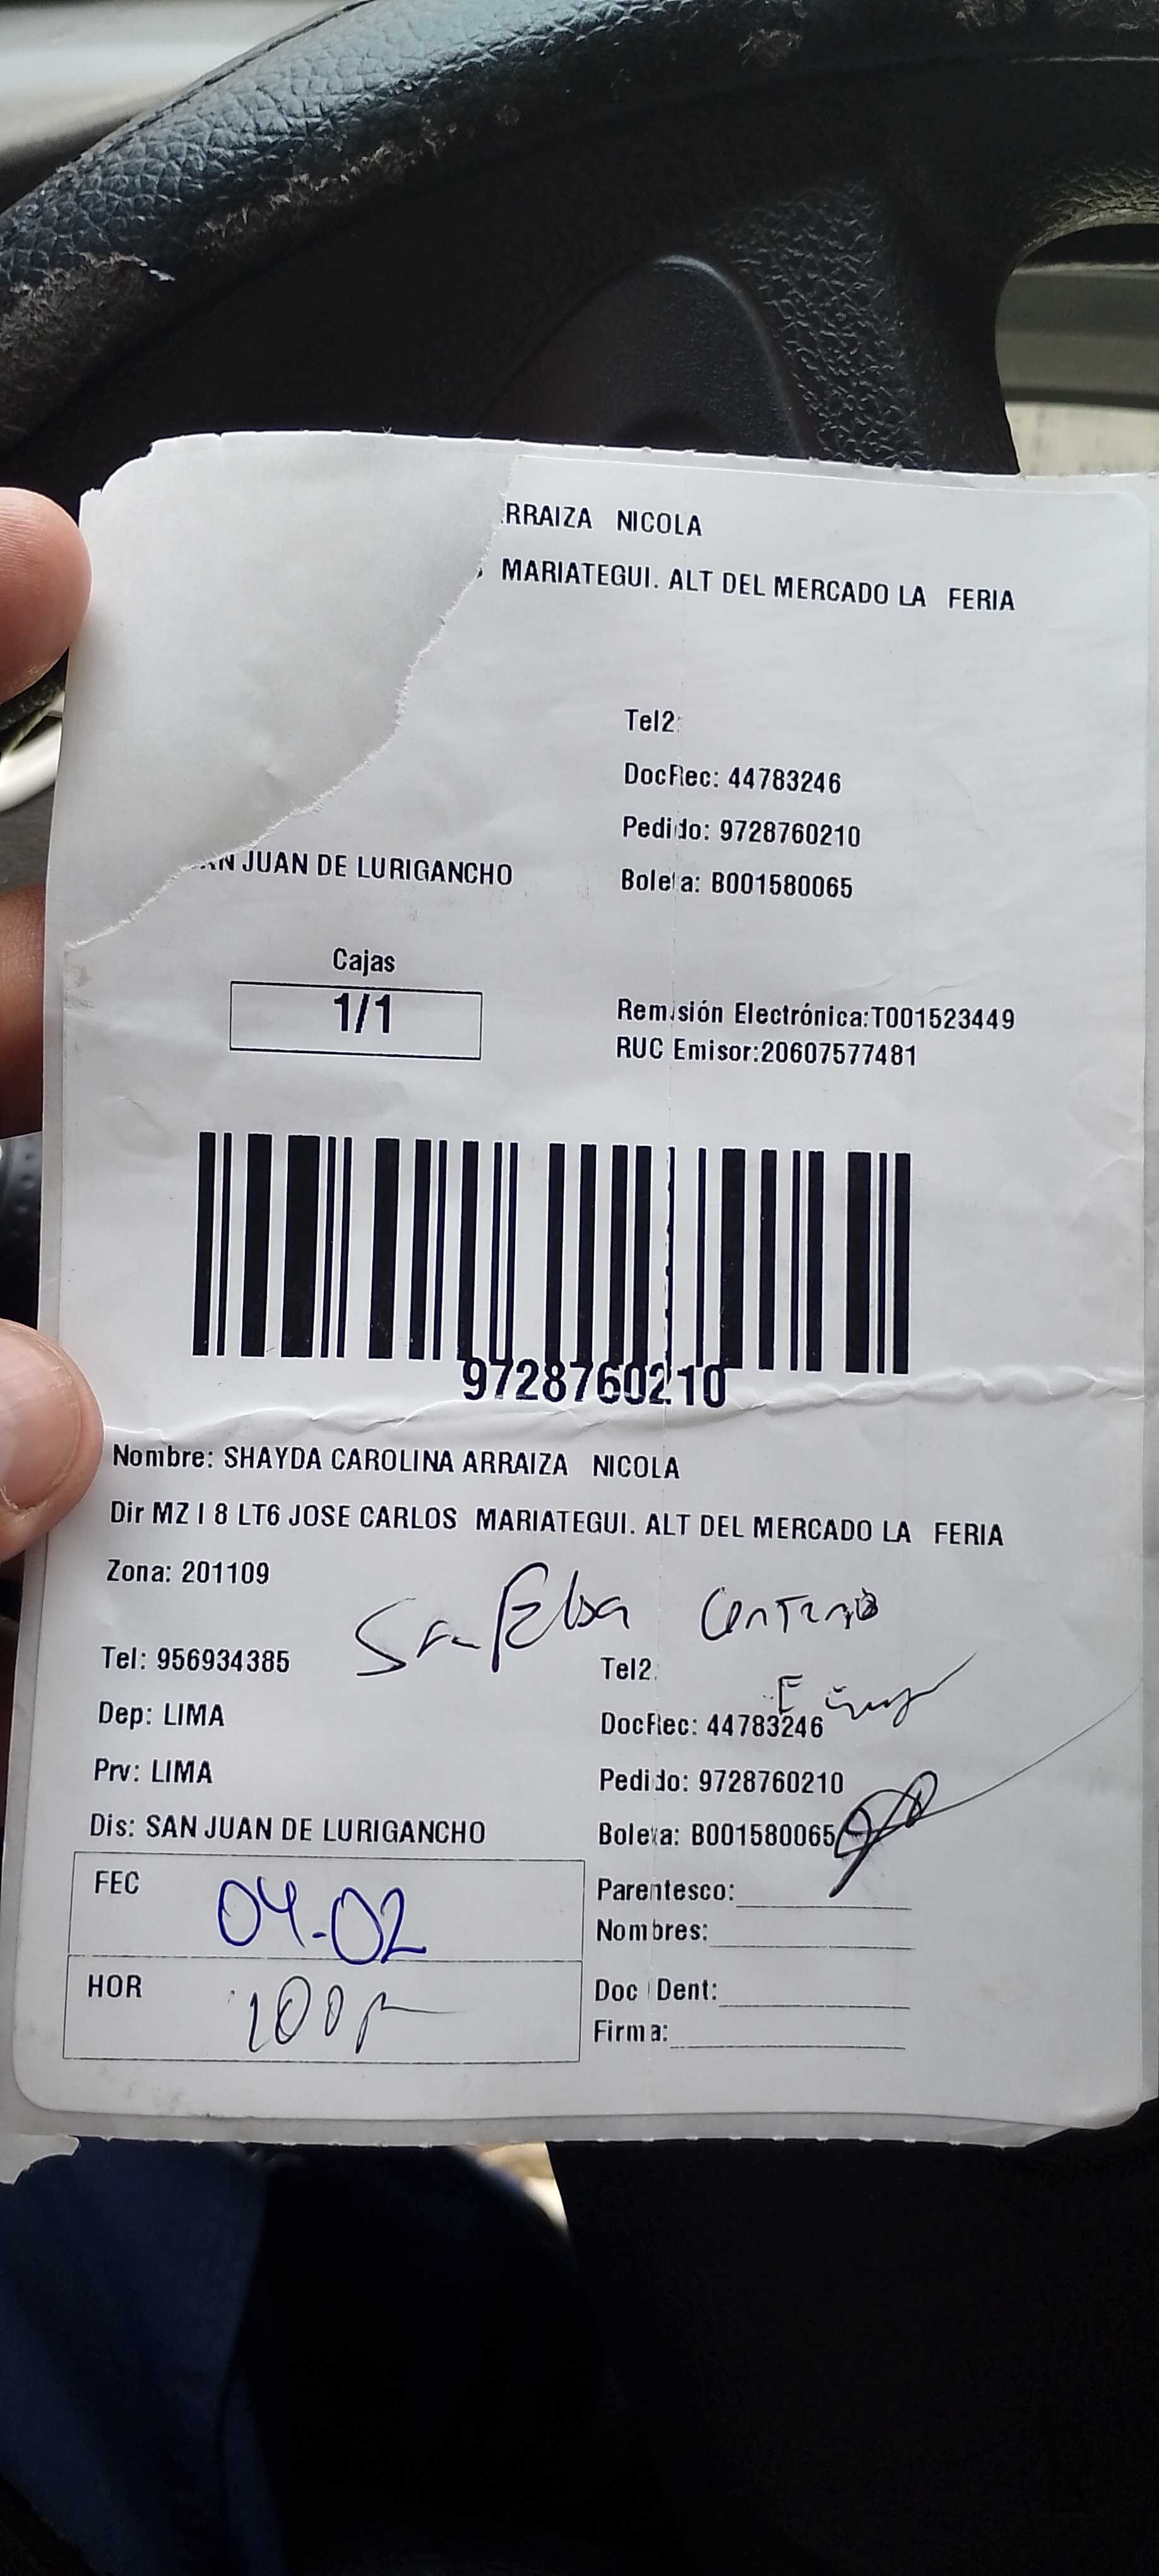 RRAIZA NICOLA
MARIATEGUI. ALT DEL MERCADO LA FERIA
Tel2:
DocRec: 44783246
Pedido: 9728760210
AN JUAN DE LURIGANCHO
Boleta: B001580065
Cajas
1/1
Remisión Electrónica:T001523449
RUC Emisor:20607577481
9728760210
Nombre: SHAYDA CAROLINA ARRAIZA NICOLA
Dir MZ I 8 LT6 JOSE CARLOS MARIATEGUI. ALT DEL MERCADO LA FERIA
Zona: 201109
Elsa
Tel: 956934385
Tel2:
Dep: LIMA
DocRec: 44783246
Prv: LIMA
Pedido: 9728760210
Dis: SAN JUAN DE LURIGANCHO
Boleta: B001580065
FEC 04-02
Parentesco:
Nombres:
HOR 100p
Doc IDent:
Firma: